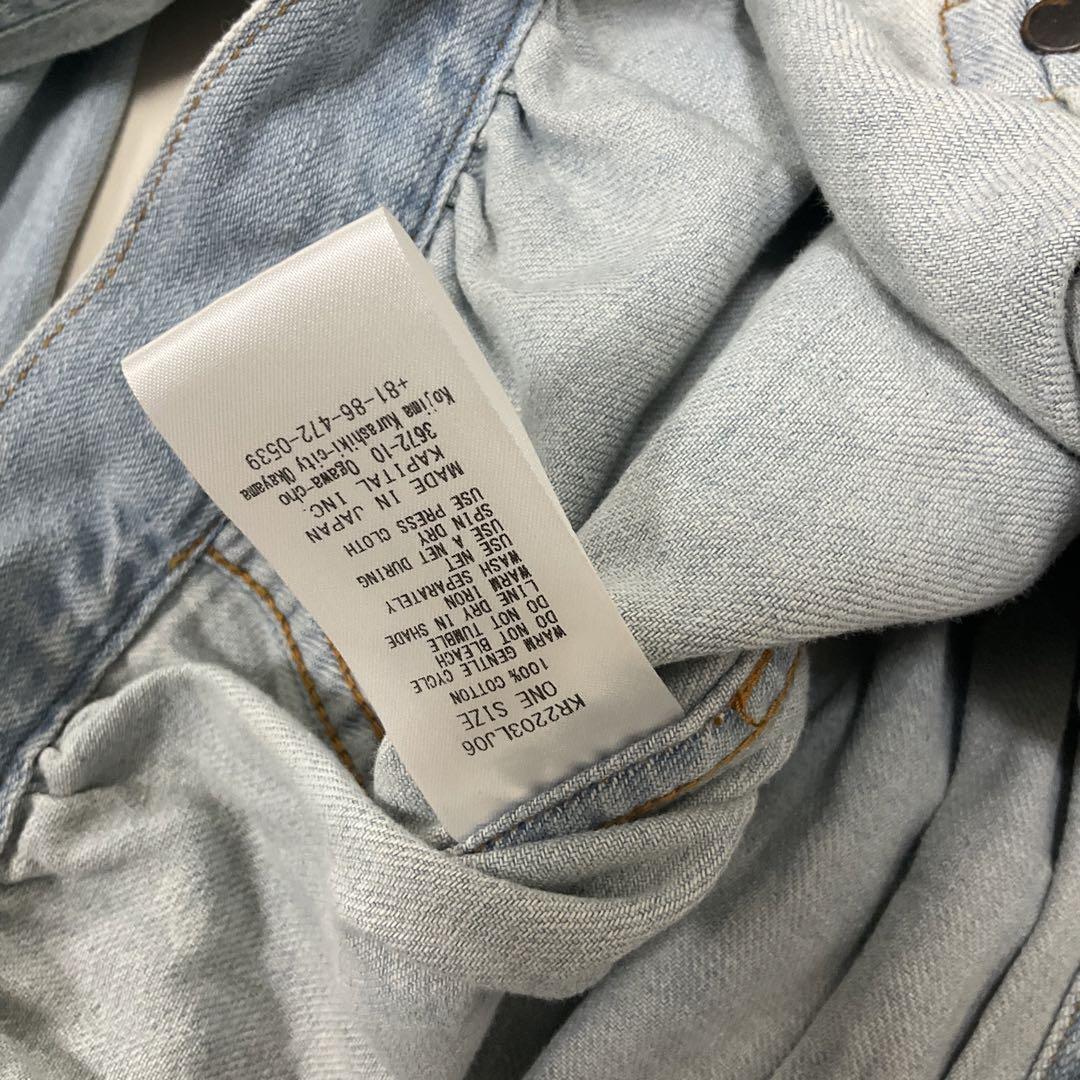 KR2203LJ06
ONE SIZE
100% COTTON
WARM GENTLE CYCLE
DO NOT BLEACH
DO NOT TUMBLE
LINE DRY IN SHADE
WARM IRON
WASH SEPARATELY
USE NET
USE A NET DURING
SPIN DRY
USE PRESS CLOTH
MADE IN JAPAN
KAPITAL INC.
3672-10 Ogawa-cho
Kojima Kurashiki-city Okayama
+81-86-472-0539